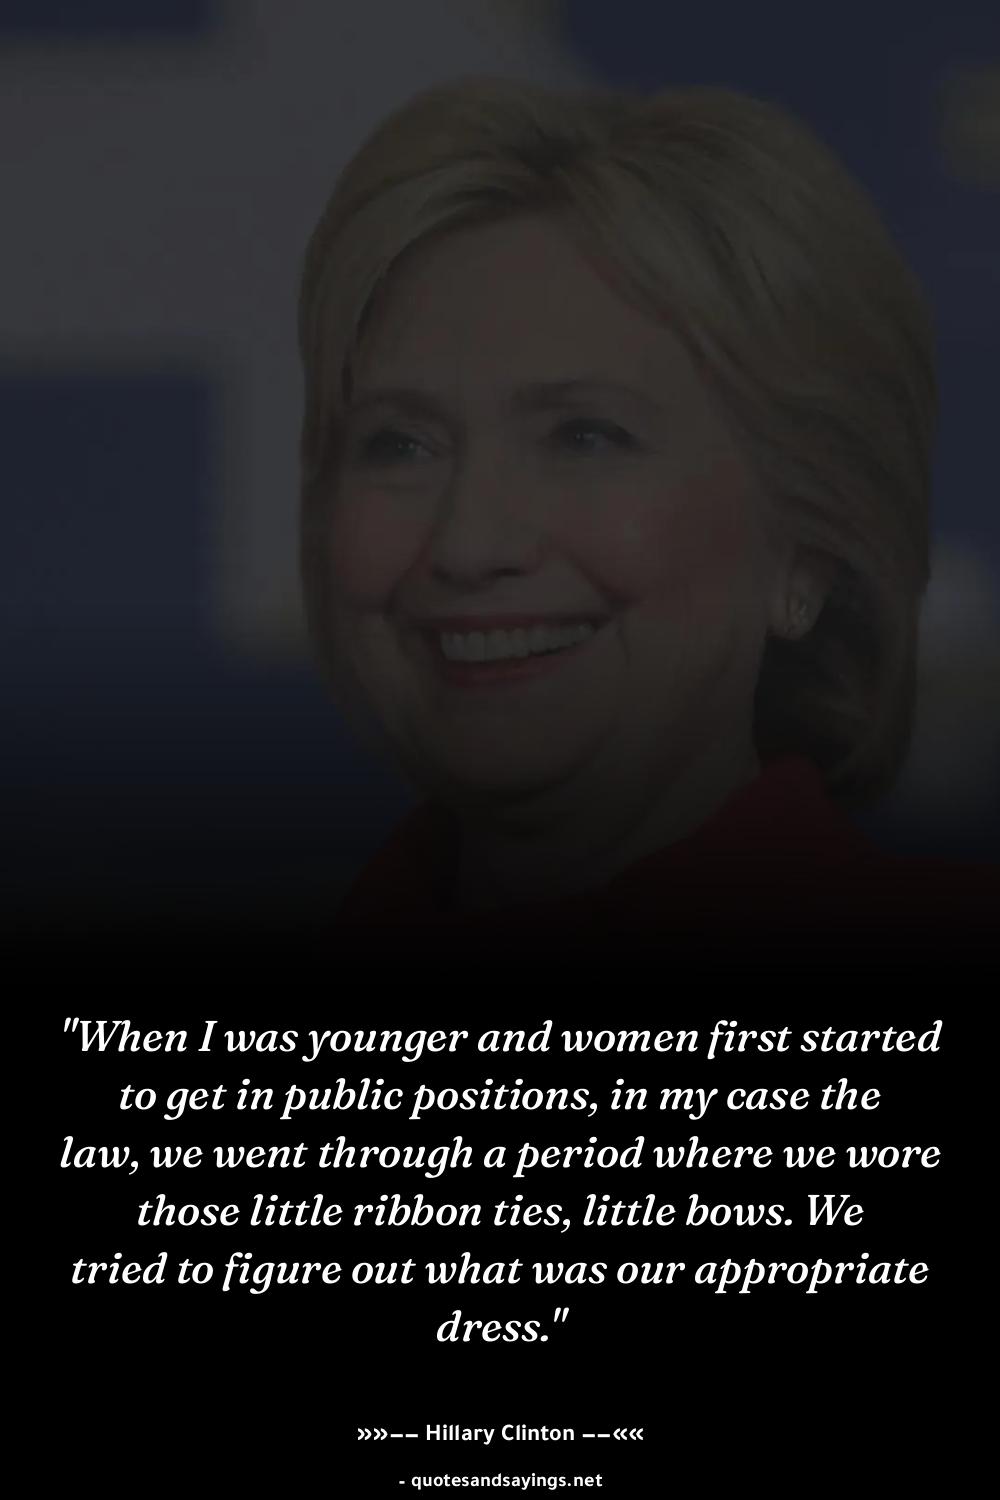 "When I was younger and women first started
to get in public positions, in my case the
law, we went through a period where we wore
those little ribbon ties, little bows. We
tried to figure out what was our appropriate
dress."
»»−− Hillary Clinton −−««
- quotesandsayings.net